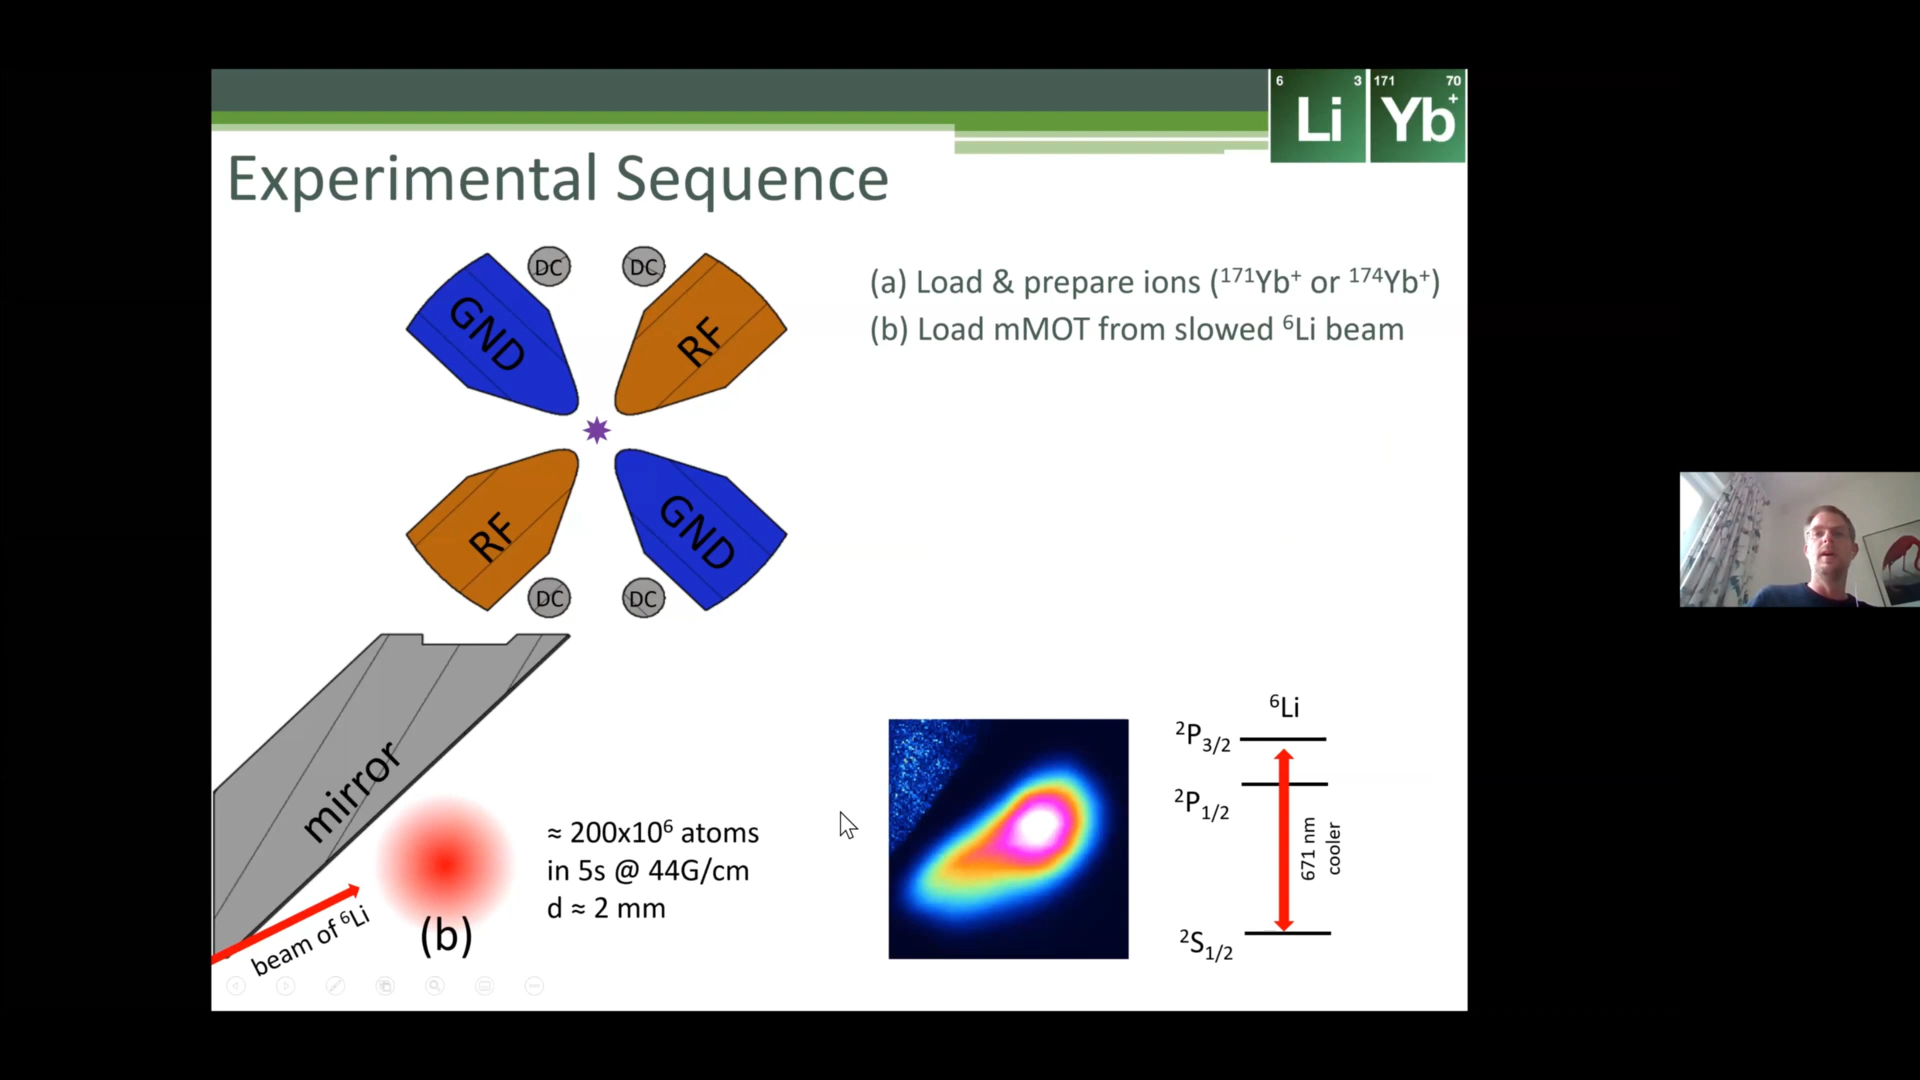 6 3 171 70
Li Yb⁺
Experimental Sequence
DC DC
GND RF
(a) Load & prepare ions (¹⁷¹Yb⁺ or ¹⁷⁴Yb⁺)
(b) Load mMOT from slowed ⁶Li beam
RF GND
DC DC
mirror
beam of ⁶Li
(b)
≈ 200x10⁶ atoms
in 5s @ 44G/cm
d ≈ 2 mm
⁶Li
²P₃/₂
²P₁/₂
671 nm
cooler
²S₁/₂